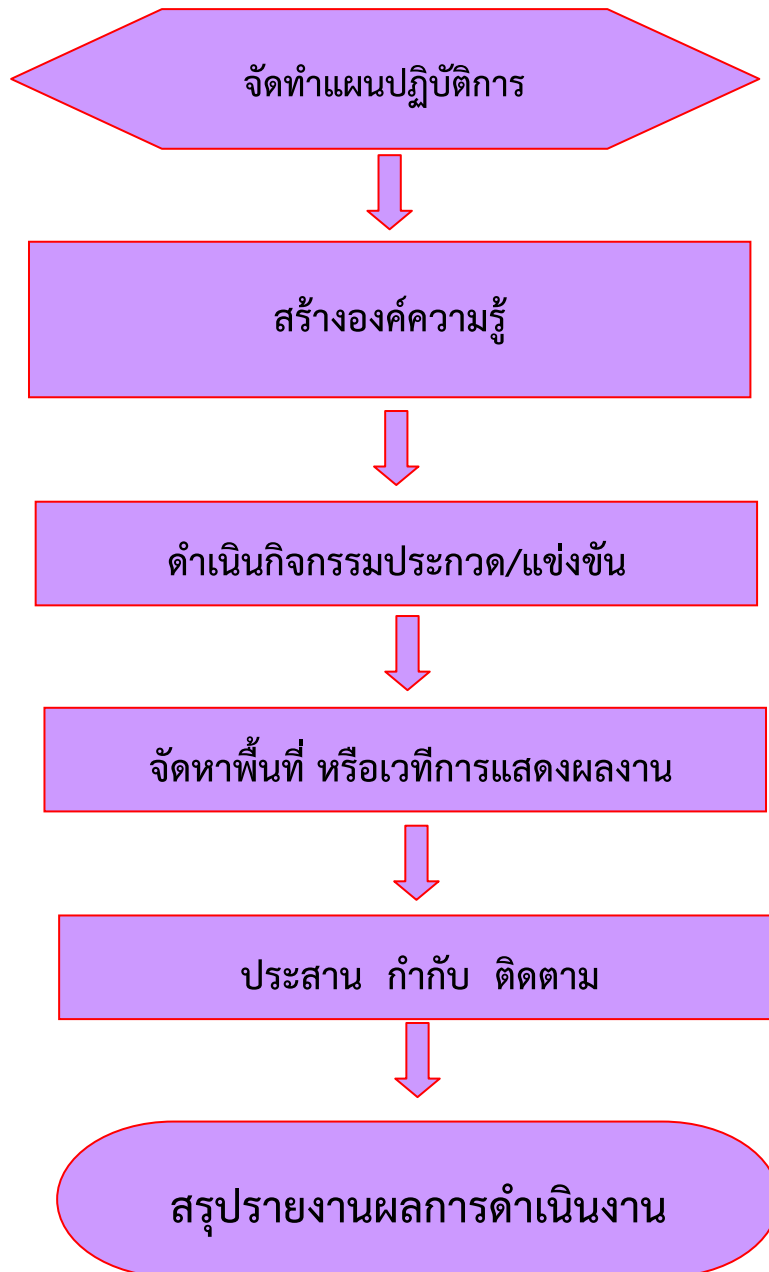 จัดทำแผนปฏิบัติการ
สร้างองค์ความรู้
ดำเนินกิจกรรมประกวด/แข่งขัน
จัดหาพื้นที่ หรือเวทีการแสดงผลงาน
ประสาน กำกับ ติดตาม
สรุปรายงานผลการดำเนินงาน